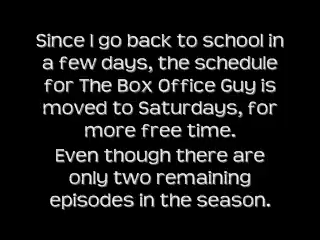 Since I go back to school in
a few days, the schedule
for The Box Office Guy is
moved to Saturdays, for
more free time.
Even though there are
only two remaining
episodes in the season.